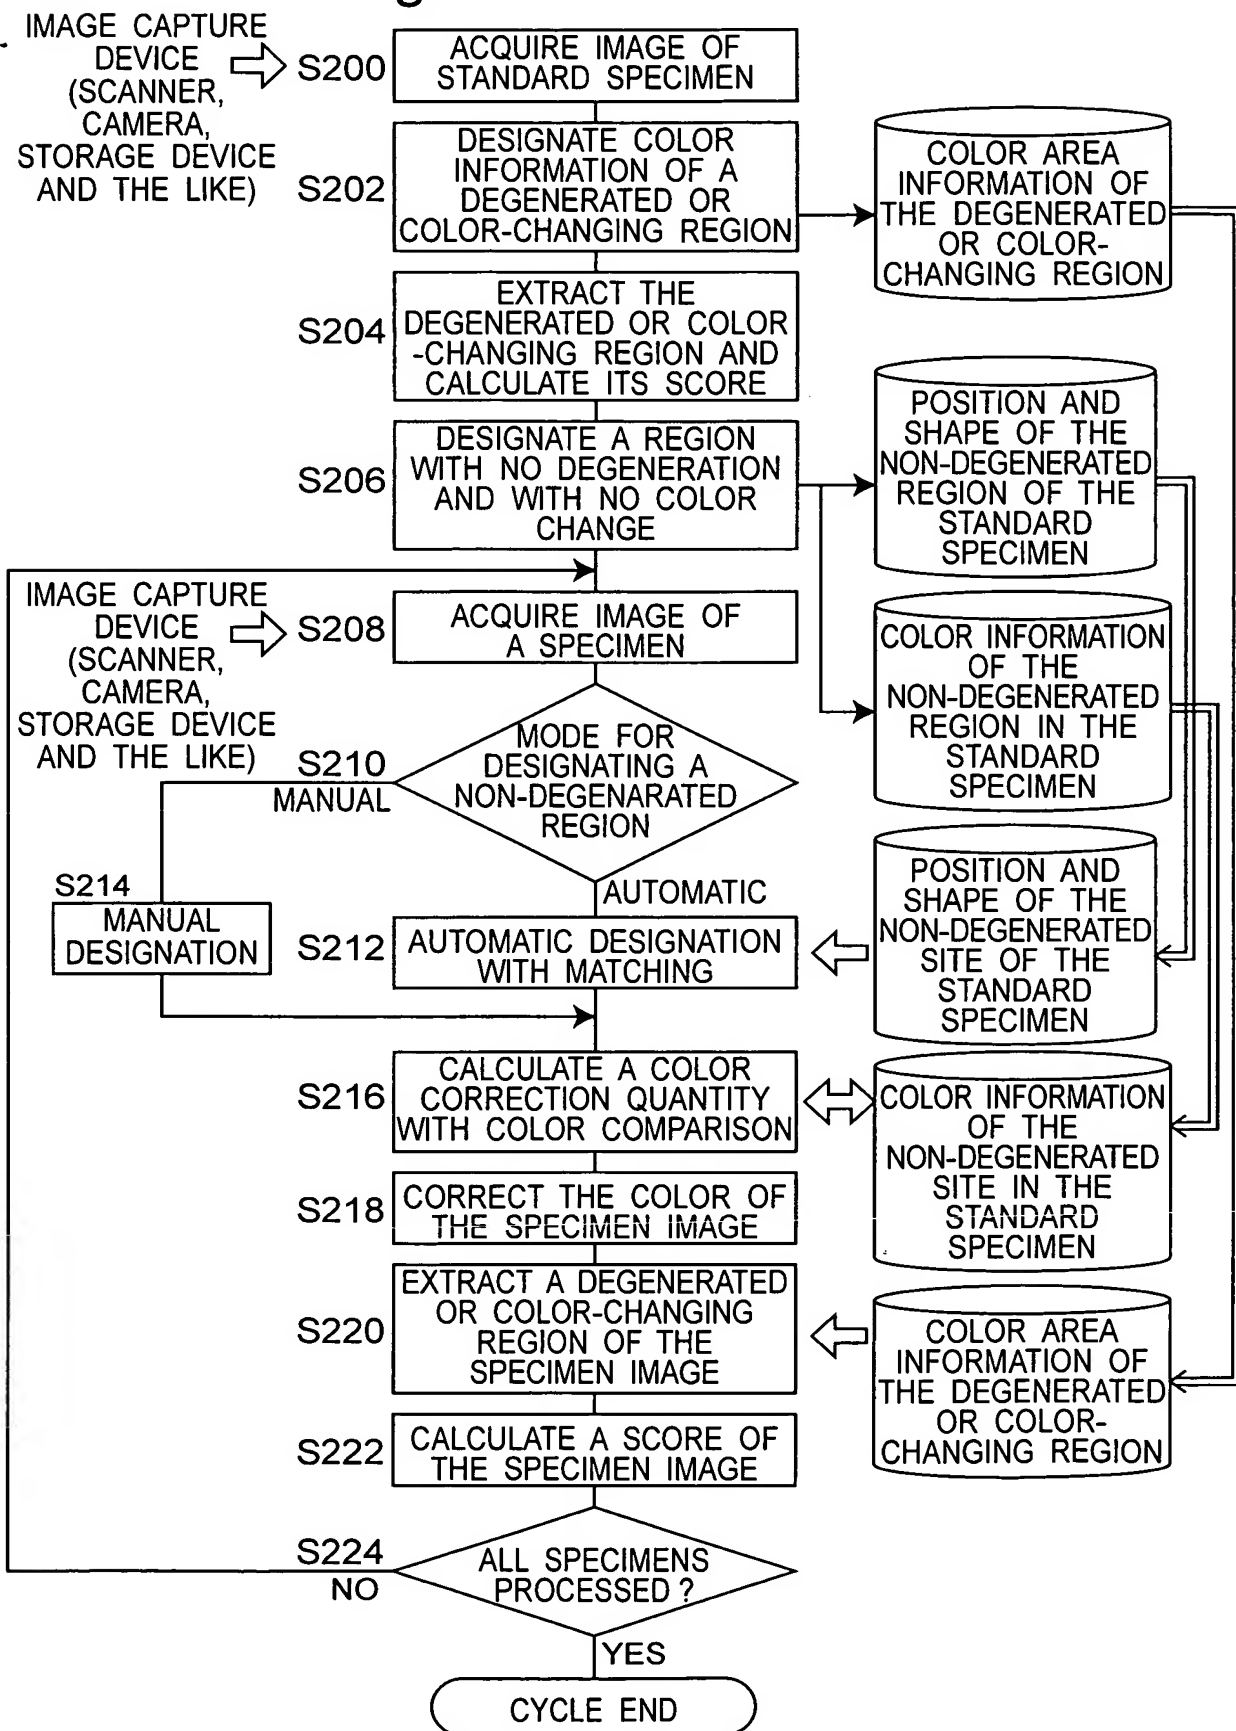 IMAGE CAPTURE
DEVICE
(SCANNER,
CAMERA,
STORAGE DEVICE
AND THE LIKE)
S200
ACQUIRE IMAGE OF
STANDARD SPECIMEN
S202
DESIGNATE COLOR
INFORMATION OF A
DEGENERATED OR
COLOR-CHANGING REGION
COLOR AREA
INFORMATION OF
THE DEGENERATED
OR COLOR-
CHANGING REGION
S204
EXTRACT THE
DEGENERATED OR COLOR
-CHANGING REGION AND
CALCULATE ITS SCORE
S206
DESIGNATE A REGION
WITH NO DEGENERATION
AND WITH NO COLOR
CHANGE
POSITION AND
SHAPE OF THE
NON-DEGENERATED
REGION OF THE
STANDARD
SPECIMEN
IMAGE CAPTURE
DEVICE
(SCANNER,
CAMERA,
STORAGE DEVICE
AND THE LIKE)
S208
ACQUIRE IMAGE OF
A SPECIMEN
COLOR INFORMATION
OF THE
NON-DEGENERATED
REGION IN THE
STANDARD
SPECIMEN
S210
MANUAL
MODE FOR
DESIGNATING A
NON-DEGENARATED
REGION
AUTOMATIC
S214
MANUAL
DESIGNATION
S212
AUTOMATIC DESIGNATION
WITH MATCHING
POSITION AND
SHAPE OF THE
NON-DEGENERATED
SITE OF THE
STANDARD
SPECIMEN
S216
CALCULATE A COLOR
CORRECTION QUANTITY
WITH COLOR COMPARISON
COLOR INFORMATION
OF THE
NON-DEGENERATED
SITE IN THE
STANDARD
SPECIMEN
S218
CORRECT THE COLOR OF
THE SPECIMEN IMAGE
S220
EXTRACT A DEGENERATED
OR COLOR-CHANGING
REGION OF THE
SPECIMEN IMAGE
COLOR AREA
INFORMATION OF
THE DEGENERATED
OR COLOR-
CHANGING REGION
S222
CALCULATE A SCORE OF
THE SPECIMEN IMAGE
S224
NO
ALL SPECIMENS
PROCESSED ?
YES
CYCLE END